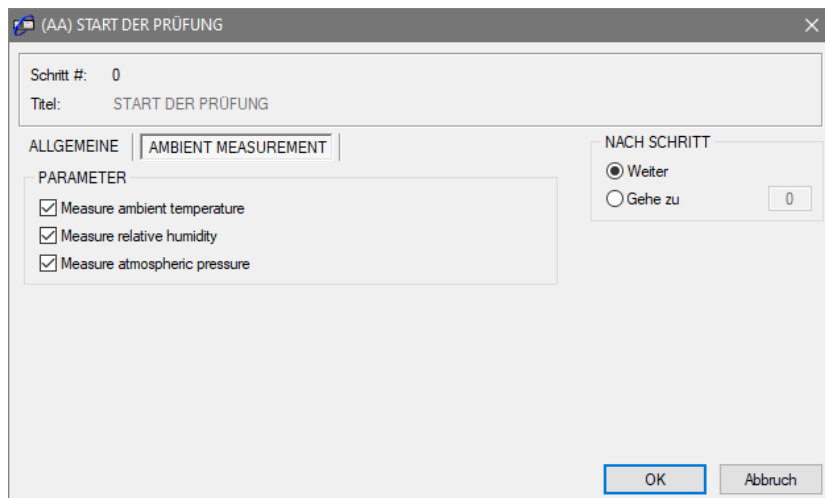 (AA) START DER PRÜFUNG
Schritt #: 0
Titel: START DER PRÜFUNG
ALLGEMEINE AMBIENT MEASUREMENT
PARAMETER
Measure ambient temperature
Measure relative humidity
Measure atmospheric pressure
NACH SCHRITT
Weiter
Gehe zu 0
OK Abbruch